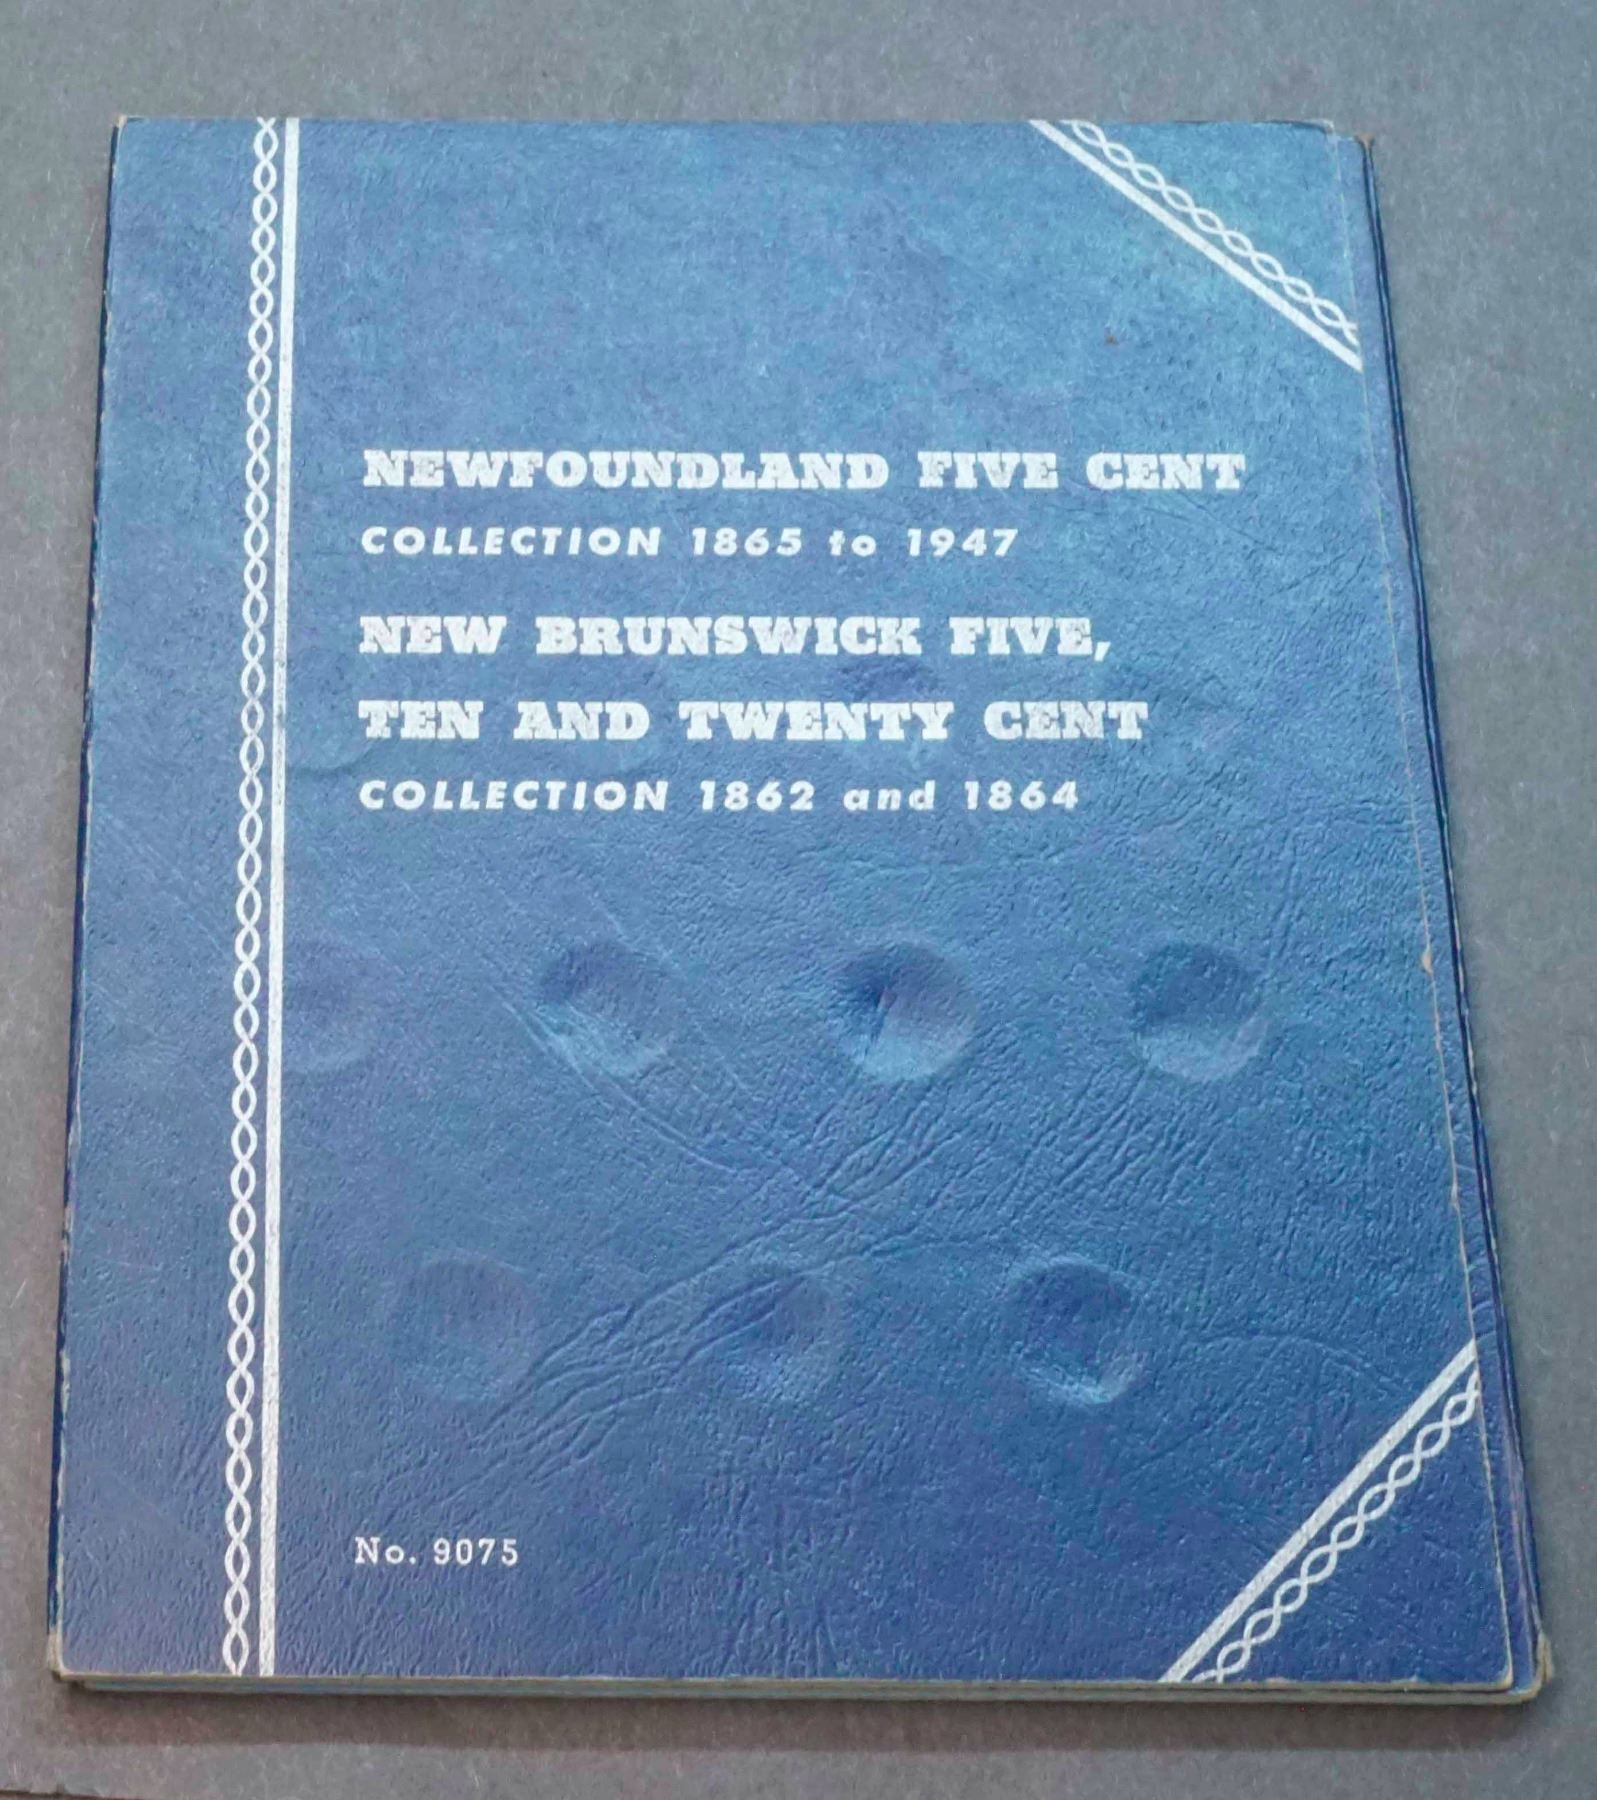 NEWFOUNDLAND FIVE CENT
COLLECTION 1865 to 1947
NEW BRUNSWICK FIVE,
TEN AND TWENTY CENT
COLLECTION 1862 and 1864
No. 9075